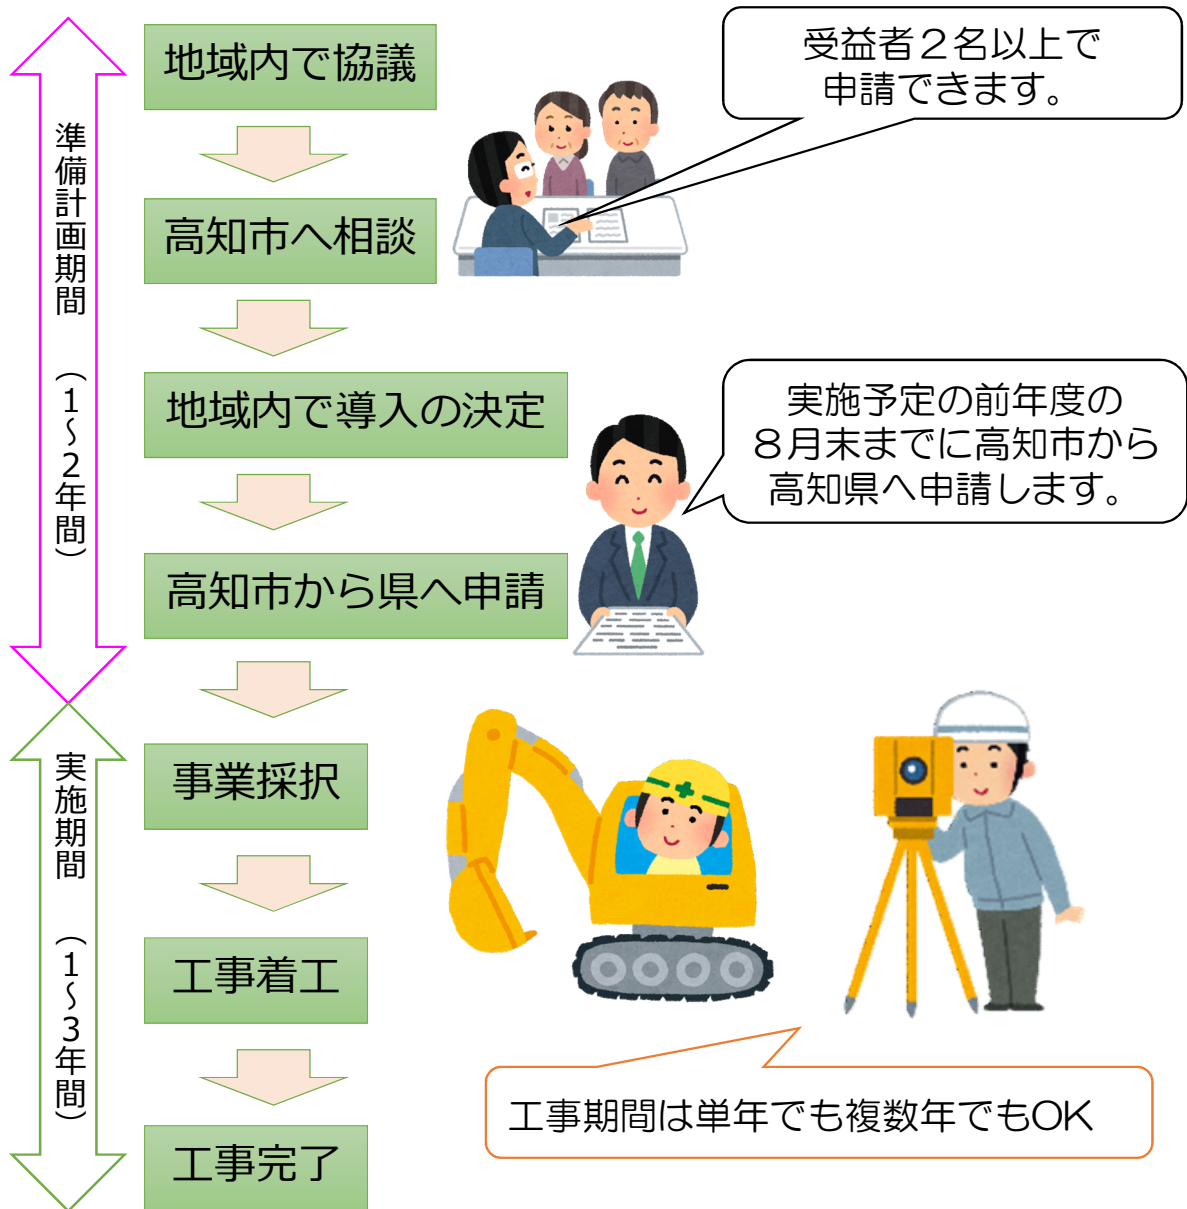 地域内で協議
受益者２名以上で
申請できます。
高知市へ相談
地域内で導入の決定
実施予定の前年度の
８月末までに高知市から
高知県へ申請します。
高知市から県へ申請
準備計画期間　（１～２年間）
事業採択
工事着工
工事期間は単年でも複数年でもOK
工事完了
実施期間　（１～３年間）